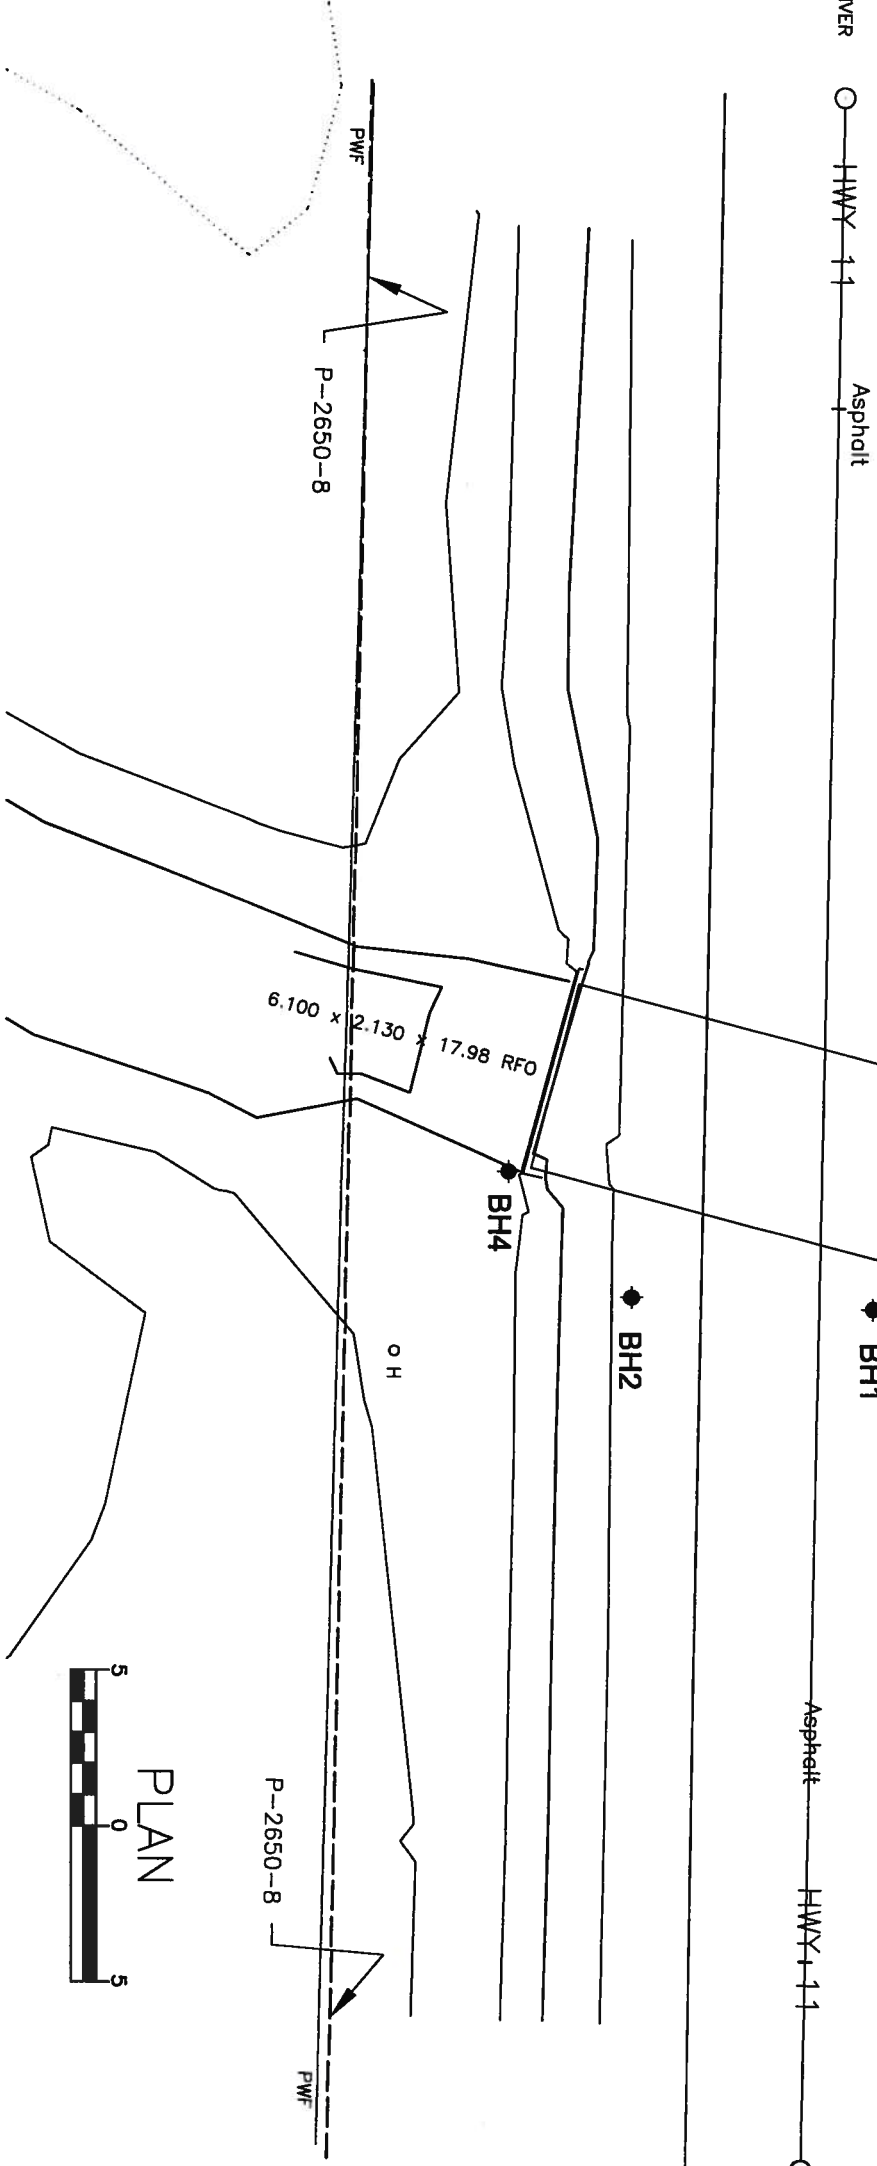 HWY 11
Asphalt
PWF
P-2650-8
6.100 x 2.130 x 17.98 RFO
BH4
BH2
BH1
H
Asphalt
HWY 11
P-2650-8
PWF
PLAN
5 0 5